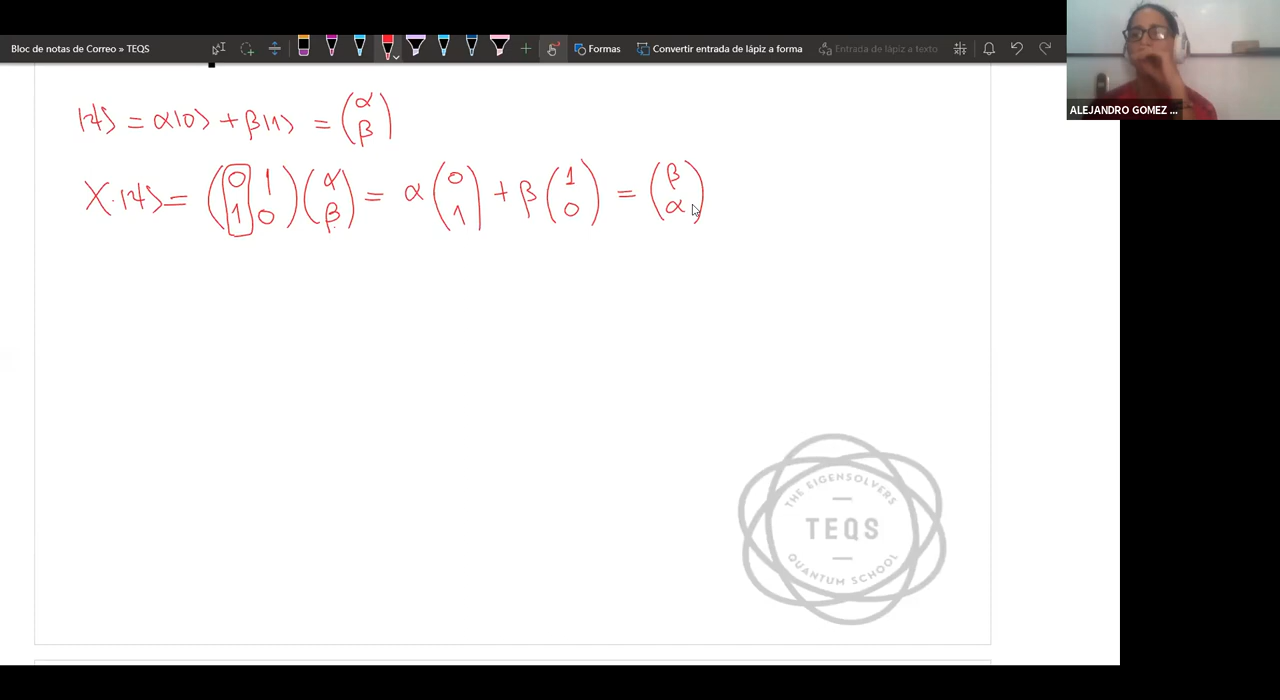 Bloc de notas de Correo » TEQS
Formas
Convertir entrada de lápiz a forma
Entrada de lápiz a texto
ALEJANDRO GOMEZ ...
|ψ⟩ = α|0⟩ + β|1⟩ = (α β)
X·|ψ⟩ = (0 1 1 0)(α β) = α(0 1) + β(1 0) = (β α)
THE EIGENSOLVERS
TEQS
QUANTUM SCHOOL